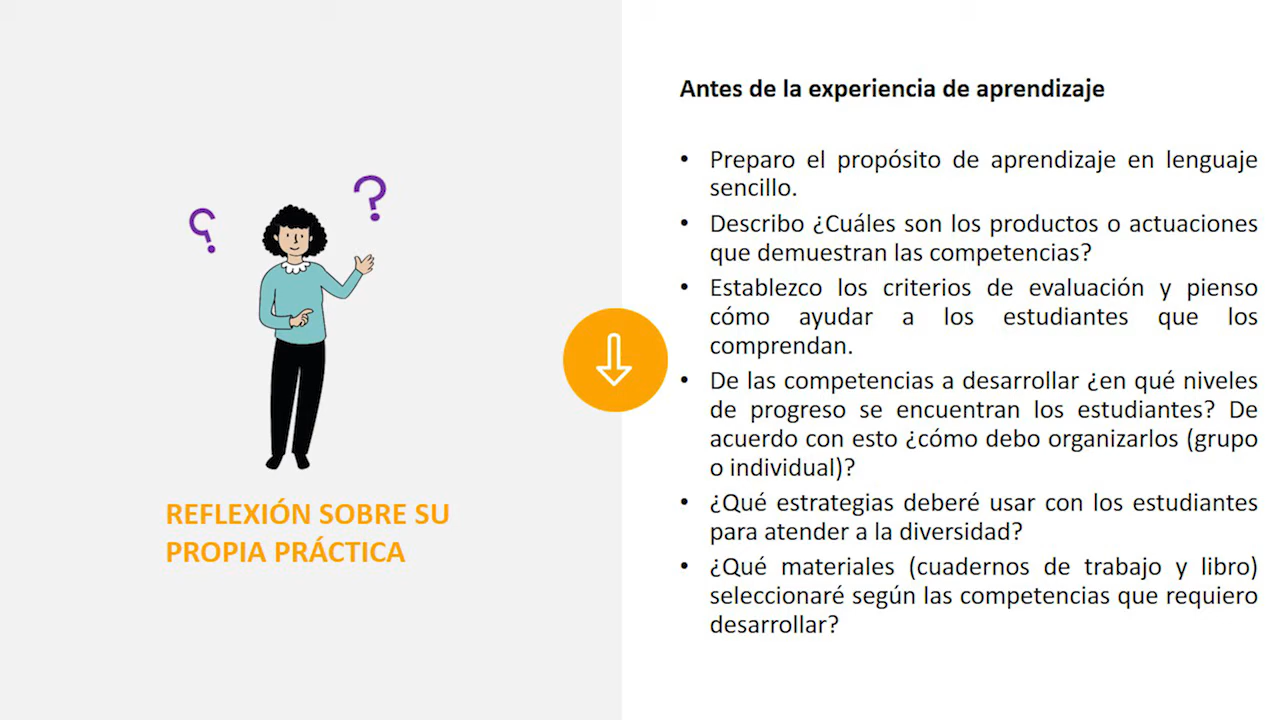 REFLEXIÓN SOBRE SU
PROPIA PRÁCTICA
Antes de la experiencia de aprendizaje
• Preparo el propósito de aprendizaje en lenguaje
sencillo.
• Describo ¿Cuáles son los productos o actuaciones
que demuestran las competencias?
• Establezco los criterios de evaluación y pienso
cómo ayudar a los estudiantes que los
comprendan.
• De las competencias a desarrollar ¿en qué niveles
de progreso se encuentran los estudiantes? De
acuerdo con esto ¿cómo debo organizarlos (grupo
o individual)?
• ¿Qué estrategias deberé usar con los estudiantes
para atender a la diversidad?
• ¿Qué materiales (cuadernos de trabajo y libro)
seleccionaré según las competencias que requiero
desarrollar?